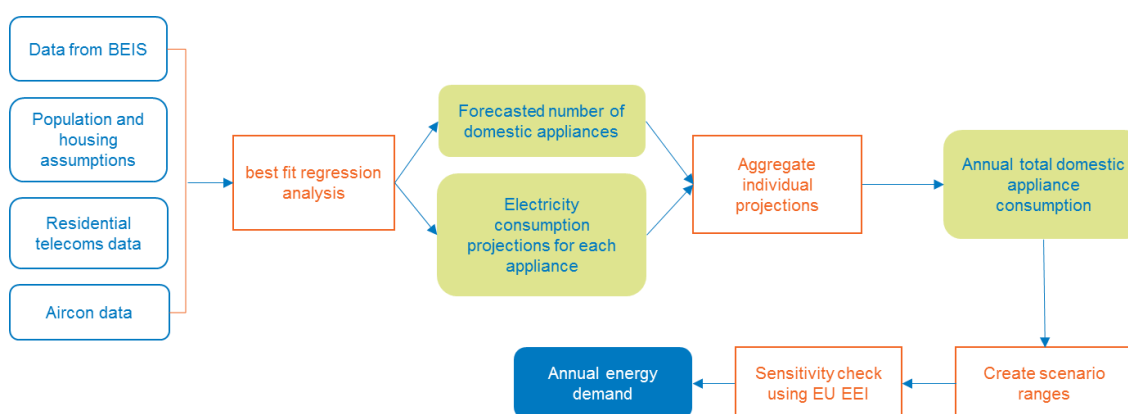 Data from BEIS
Population and
housing
assumptions
Residential
telecoms data
Aircon data
best fit regression
analysis
Forecasted number of
domestic appliances
Electricity
consumption
projections for each
appliance
Aggregate
individual
projections
Annual total domestic
appliance
consumption
Create scenario
ranges
Sensitivity check
using EU EEI
Annual energy
demand